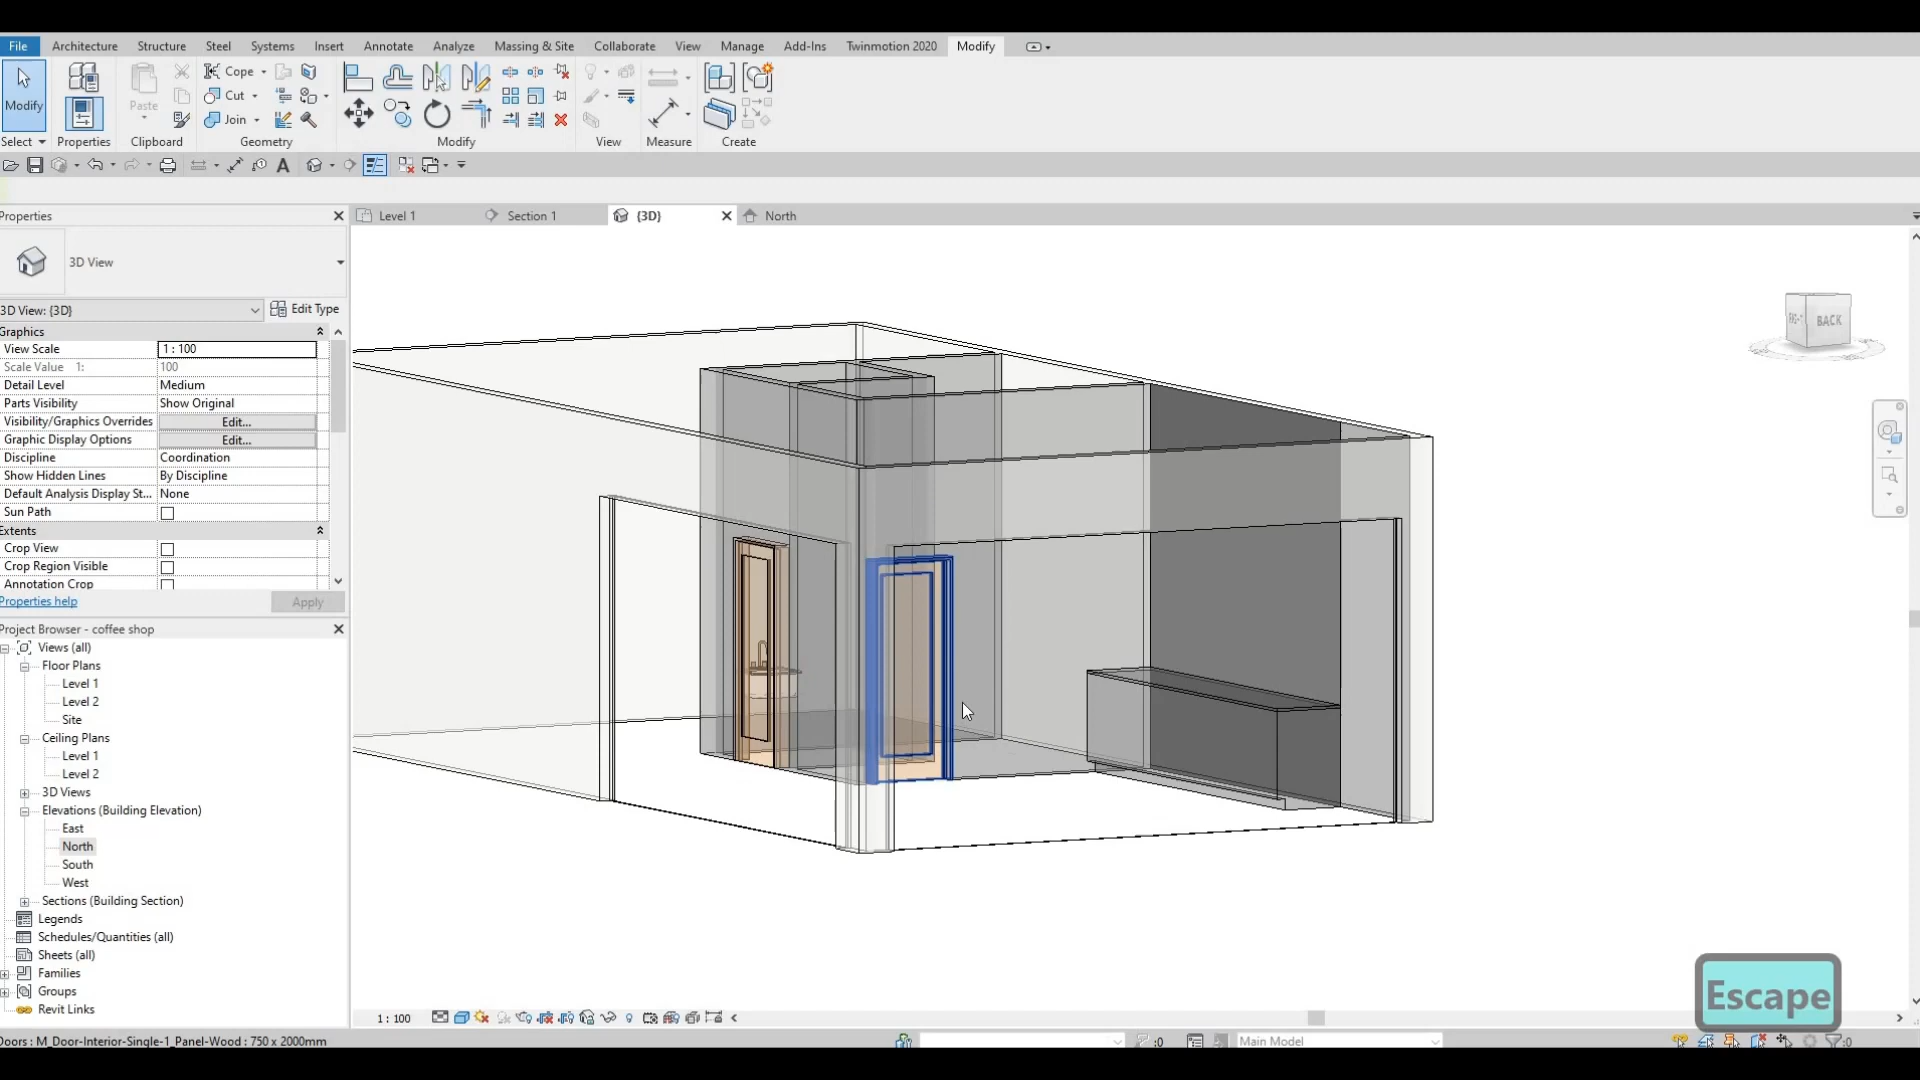 File Architecture Structure Steel Systems Insert Annotate Analyze Massing & Site Collaborate View Manage Add-Ins Twinmotion 2020 Modify
Modify
Paste
Cope
Cut
Join
Select Properties Clipboard Geometry Modify View Measure Create
A
Properties
Level 1 Section 1 {3D} North
3D View
3D View: {3D} Edit Type
Graphics
View Scale 1 : 100
Scale Value 1: 100
Detail Level Medium
Parts Visibility Show Original
Visibility/Graphics Overrides Edit...
Graphic Display Options Edit...
Discipline Coordination
Show Hidden Lines By Discipline
Default Analysis Display St... None
Sun Path
Extents
Crop View
Crop Region Visible
Annotation Crop
Properties help Apply
Project Browser - coffee shop
Views (all)
Floor Plans
Level 1
Level 2
Site
Ceiling Plans
Level 1
Level 2
3D Views
Elevations (Building Elevation)
East
North
South
West
Sections (Building Section)
Legends
Schedules/Quantities (all)
Sheets (all)
Families
Groups
Revit Links
BACK
Escape
1 : 100
Doors : M_Door-Interior-Single-1_Panel-Wood : 750 x 2000mm
:0 Main Model :0